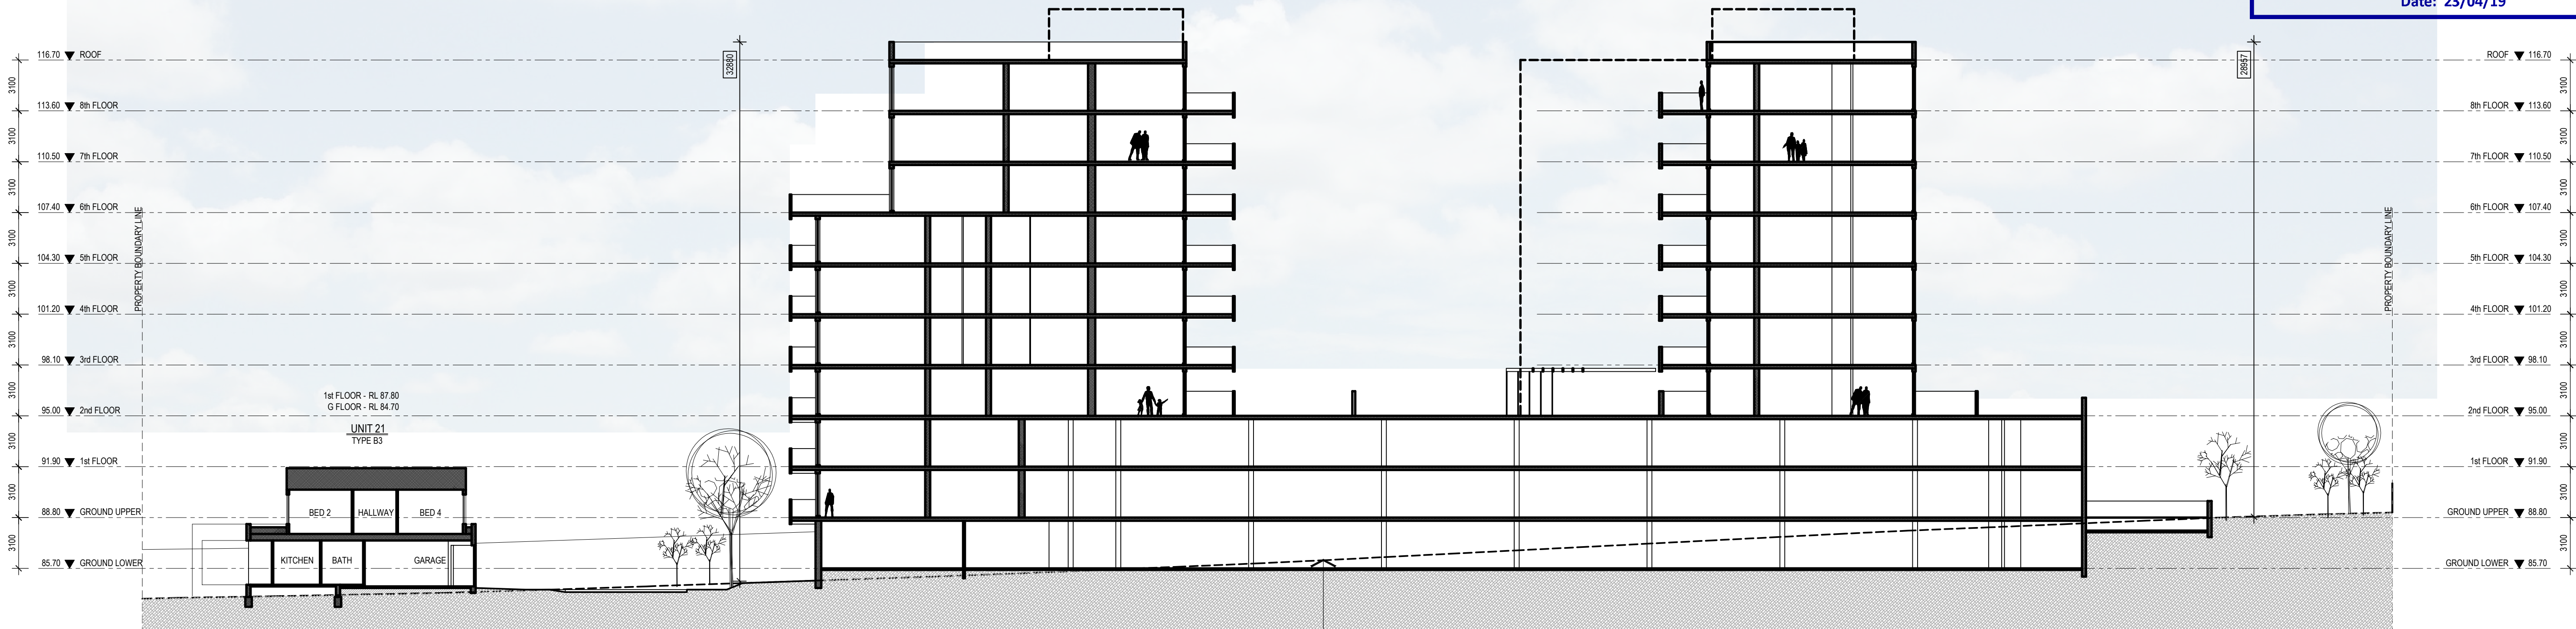 Date: 23/04/19
116.70 ROOF
113.60 8th FLOOR
110.50 7th FLOOR
107.40 6th FLOOR
104.30 5th FLOOR
101.20 4th FLOOR
98.10 3rd FLOOR
95.00 2nd FLOOR
91.90 1st FLOOR
88.80 GROUND UPPER
85.70 GROUND LOWER
3100
3100
3100
3100
3100
3100
3100
3100
3100
3100
PROPERTY BOUNDARY LINE
1st FLOOR - RL 87.80
G FLOOR - RL 84.70
UNIT 21
TYPE B3
BED 2
HALLWAY
BED 4
KITCHEN
BATH
GARAGE
32880
28957
PROPERTY BOUNDARY LINE
ROOF 116.70
8th FLOOR 113.60
7th FLOOR 110.50
6th FLOOR 107.40
5th FLOOR 104.30
4th FLOOR 101.20
3rd FLOOR 98.10
2nd FLOOR 95.00
1st FLOOR 91.90
GROUND UPPER 88.80
GROUND LOWER 85.70
3100
3100
3100
3100
3100
3100
3100
3100
3100
3100